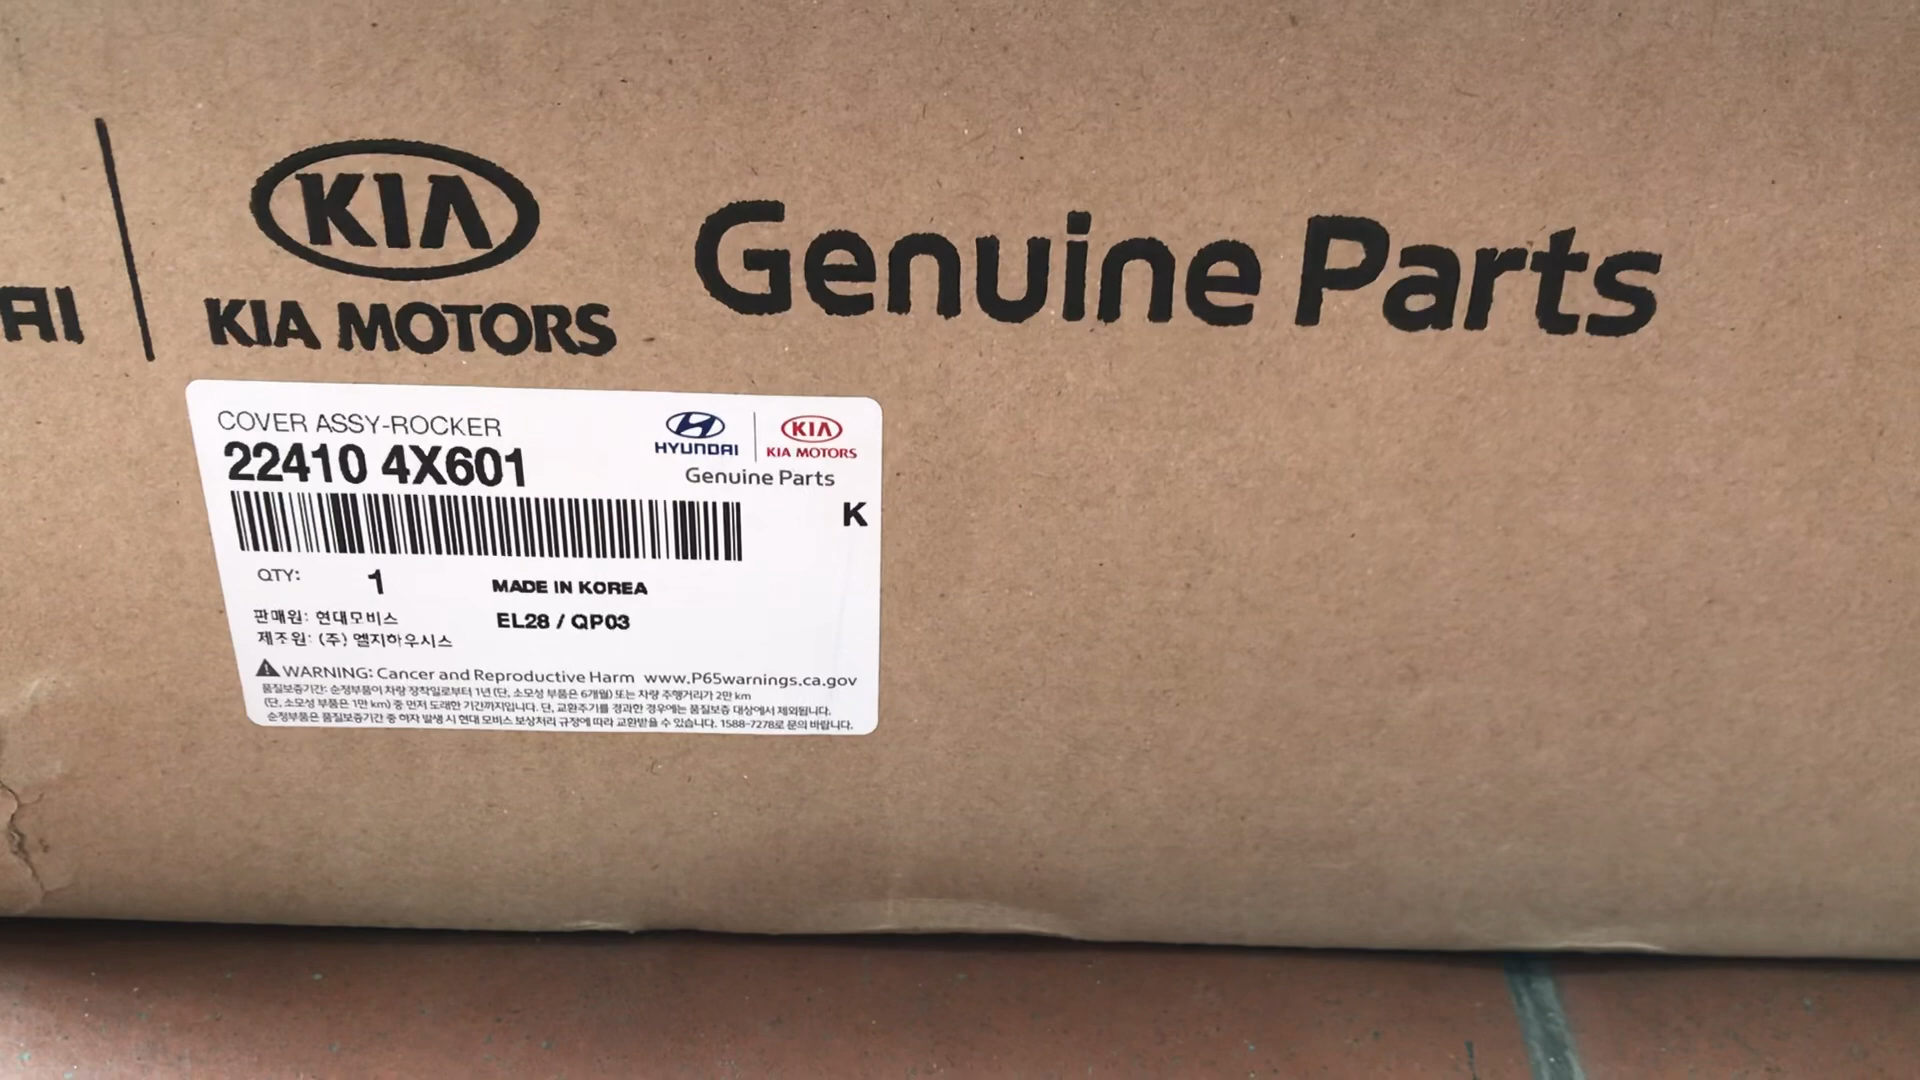 AI
KIA
KIA MOTORS
Genuine Parts
COVER ASSY-ROCKER
22410 4X601
HYUNDAI
KIA
KIA MOTORS
Genuine Parts
K
QTY: 1 MADE IN KOREA
판매원: 현대모비스 EL28 / QP03
제조원: (주) 엘지하우시스
WARNING: Cancer and Reproductive Harm www.P65warnings.ca.gov
품질보증기간: 순정부품이 차량 장착일로부터 1년 (단, 소모성 부품은 6개월) 또는 차량 주행거리가 2만 km
(단, 소모성 부품은 1만 km) 중 먼저 도래한 기간까지입니다. 단, 교환주기를 경과한 경우에는 품질보증 대상에서 제외됩니다.
순정부품은 품질보증기간 중 하자 발생 시 현대 모비스 보상처리 규정에 따라 교환받을 수 있습니다. 1588-7278로 문의 바랍니다.